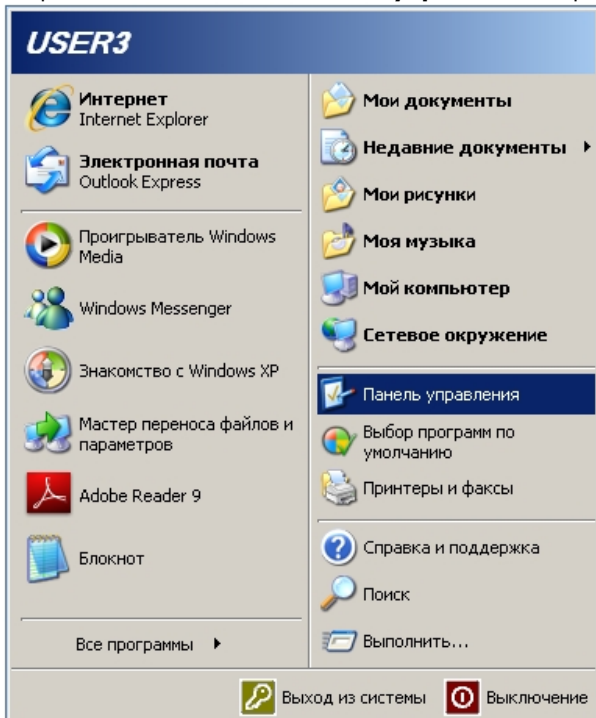 USER3
Интернет
Internet Explorer
Электронная почта
Outlook Express
Проигрыватель Windows
Media
Windows Messenger
Знакомство с Windows XP
Мастер переноса файлов и
параметров
Adobe Reader 9
Блокнот
Все программы
Мои документы
Недавние документы
Мои рисунки
Моя музыка
Мой компьютер
Сетевое окружение
Панель управления
Выбор программ по
умолчанию
Принтеры и факсы
Справка и поддержка
Поиск
Выполнить...
Выход из системы
Выключение